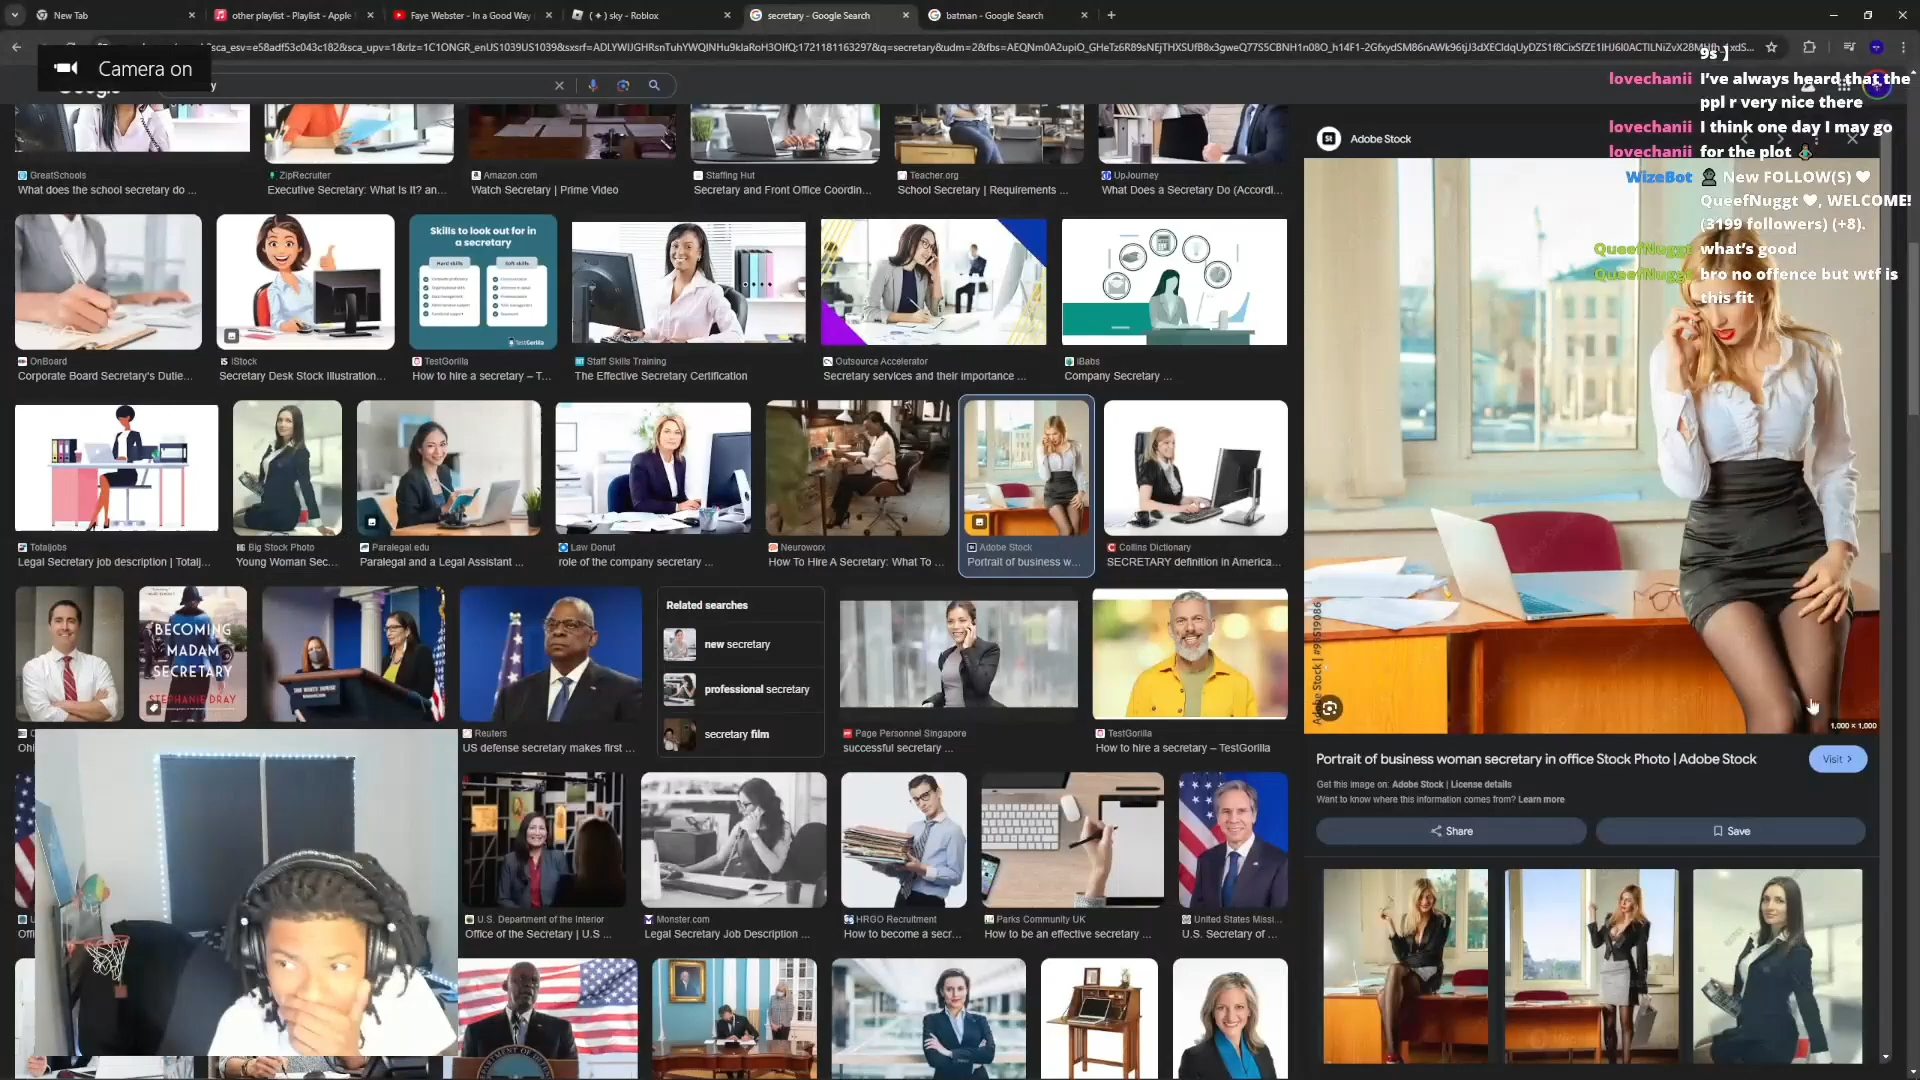 New Tab
other playlist - Playlist - Apple
Faye Webster - In a Good Way
( ✦ ) sky - Roblox
secretary - Google Search
batman - Google Search
Camera on
9s 】
lovechanii I've always heard that the
ppl r very nice there
lovechanii I think one day I may go
lovechanii for the plot
WizeBot New FOLLOW(S)
QueefNuggt, WELCOME!
(3199 followers) (+8).
QueefNuggt what's good
QueefNuggt bro no offence but wtf is
this fit
Adobe Stock
GreatSchools
What does the school secretary do ...
ZipRecruiter
Executive Secretary: What Is It? an...
Amazon.com
Watch Secretary | Prime Video
Staffing Hut
Secretary and Front Office Coordin...
Teacher.org
School Secretary | Requirements ...
UpJourney
What Does a Secretary Do (Accordi...
Skills to look out for in
a secretary
Hard skills
Soft skills
TestGorilla
OnBoard
Corporate Board Secretary's Dutie...
iStock
Secretary Desk Stock Illustration...
TestGorilla
How to hire a secretary – T...
Staff Skills Training
The Effective Secretary Certification
Outsource Accelerator
Secretary services and their importance ...
iBabs
Company Secretary ...
Totaljobs
Legal Secretary job description | Totalj...
Big Stock Photo
Young Woman Sec...
Paralegal.edu
Paralegal and a Legal Assistant ...
Law Donut
role of the company secretary ...
Neuroworx
How To Hire A Secretary: What To ...
Adobe Stock
Portrait of business w...
Collins Dictionary
SECRETARY definition in America...
BECOMING
MADAM
SECRETARY
STEPHANIE DRAY
THE WHITE HOUSE
Reuters
US defense secretary makes first ...
Related searches
new secretary
professional secretary
secretary film
Page Personnel Singapore
successful secretary ...
TestGorilla
How to hire a secretary – TestGorilla
U.S. Department of the Interior
Office of the Secretary | U.S ...
Monster.com
Legal Secretary Job Description ...
HRGO Recruitment
How to become a secr...
Parks Community UK
How to be an effective secretary ...
United States Missi...
U.S. Secretary of ...
Adobe Stock | #98519086
1,000 × 1,000
Portrait of business woman secretary in office Stock Photo | Adobe Stock
Visit
Get this image on: Adobe Stock | License details
Want to know where this information comes from? Learn more
Share
Save